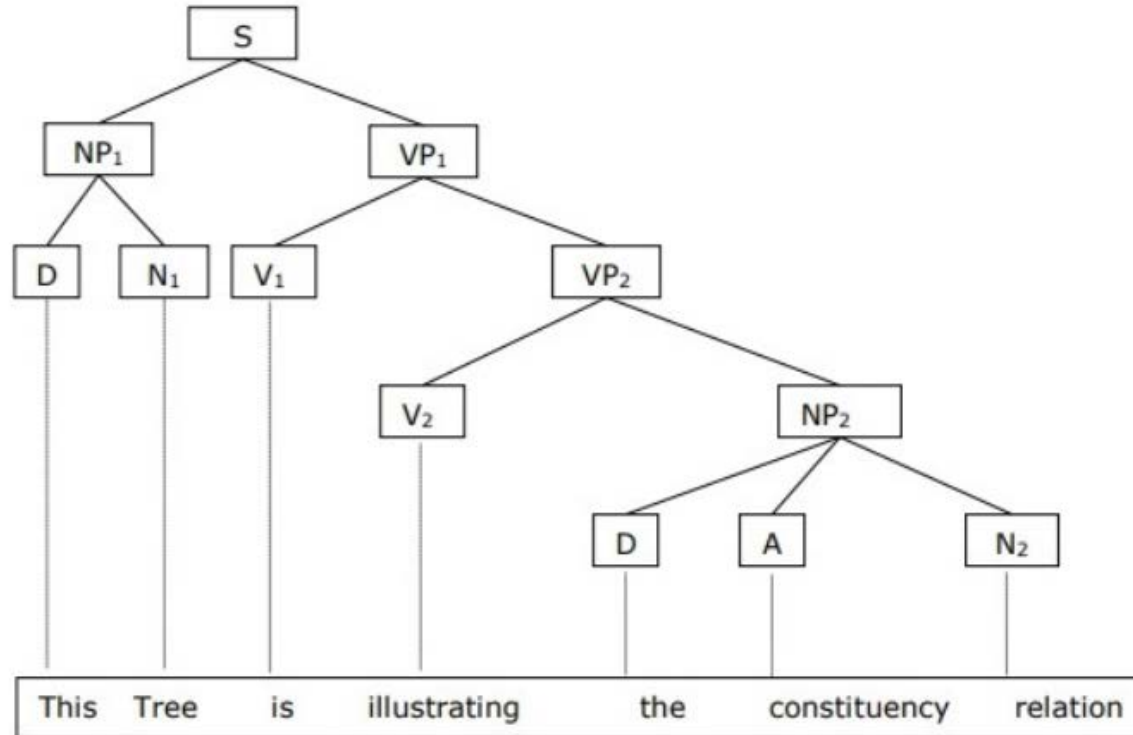 S
NP₁ VP₁
D N₁ V₁ VP₂
V₂ NP₂
D A N₂
This Tree is illustrating the constituency relation